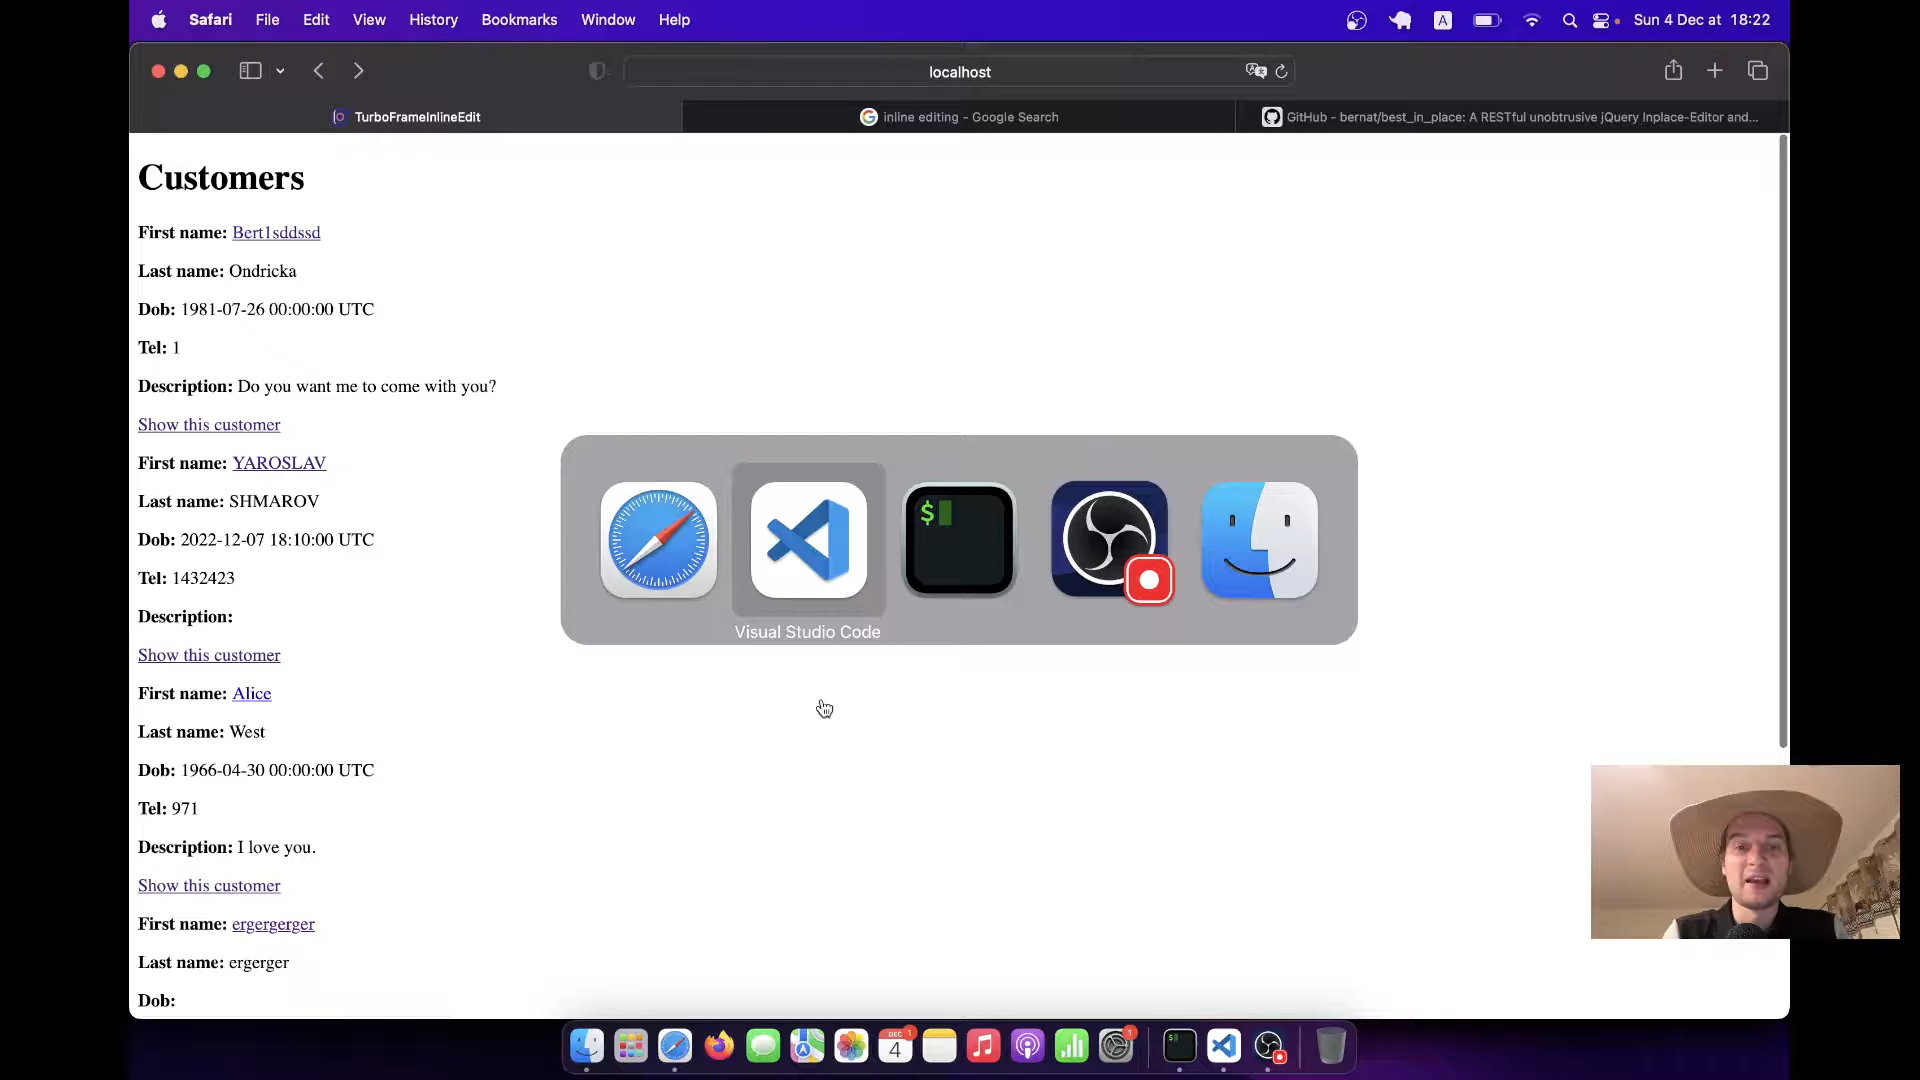 Safari File Edit View History Bookmarks Window Help
A
Sun 4 Dec at 18:22
localhost
TurboFrameInlineEdit
inline editing - Google Search
GitHub - bernat/best_in_place: A RESTful unobtrusive jQuery Inplace-Editor and...
Customers
First name: Bert1sddssd
Last name: Ondricka
Dob: 1981-07-26 00:00:00 UTC
Tel: 1
Description: Do you want me to come with you?
Show this customer
First name: YAROSLAV
Last name: SHMAROV
Dob: 2022-12-07 18:10:00 UTC
Tel: 1432423
Description:
Show this customer
First name: Alice
Last name: West
Dob: 1966-04-30 00:00:00 UTC
Tel: 971
Description: I love you.
Show this customer
First name: ergergerger
Last name: ergerger
Dob:
$
Visual Studio Code
DEC
4
1
1
$